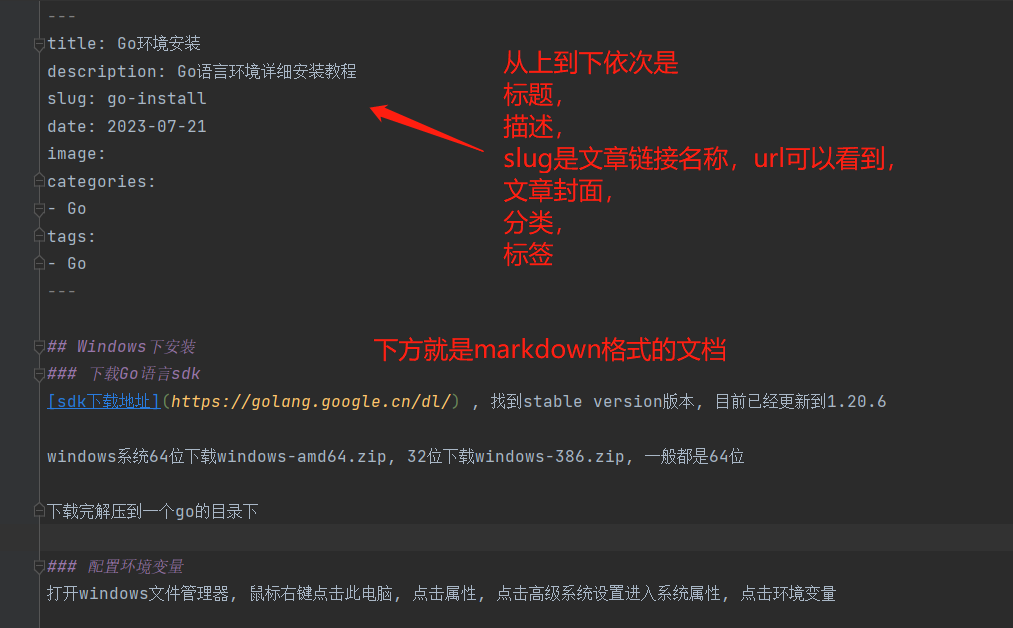 ---
title: Go环境安装
description: Go语言环境详细安装教程
slug: go-install
date: 2023-07-21
image:
categories:
- Go
tags:
- Go
---
从上到下依次是
标题，
描述，
slug是文章链接名称，url可以看到，
文章封面，
分类，
标签
## Windows下安装
下方就是markdown格式的文档
### 下载Go语言sdk
[sdk下载地址](https://golang.google.cn/dl/) , 找到stable version版本, 目前已经更新到1.20.6
windows系统64位下载windows-amd64.zip, 32位下载windows-386.zip, 一般都是64位
下载完解压到一个go的目录下
### 配置环境变量
打开windows文件管理器, 鼠标右键点击此电脑, 点击属性, 点击高级系统设置进入系统属性, 点击环境变量